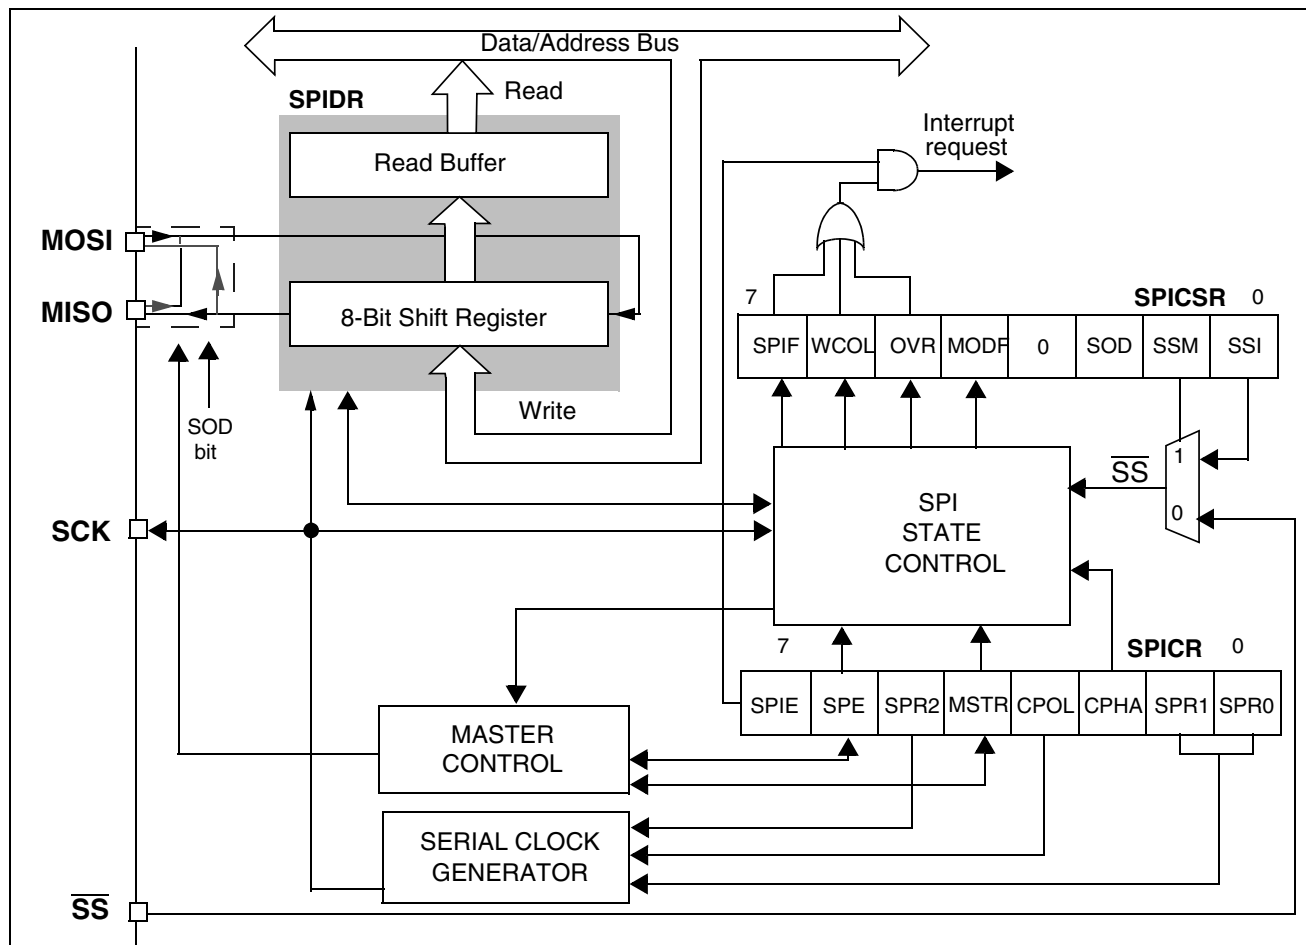 Data/Address Bus
SPIDR
Read
Read Buffer
Interrupt
request
MOSI
MISO
8-Bit Shift Register
Write
SOD
bit
7
SPICSR
0
SPIF
WCOL
OVR
MODF
0
SOD
SSM
SSI
1
SS
0
SCK
SPI
STATE
CONTROL
7
SPICR
0
SPIE
SPE
SPR2
MSTR
CPOL
CPHA
SPR1
SPR0
MASTER
CONTROL
SERIAL CLOCK
GENERATOR
SS